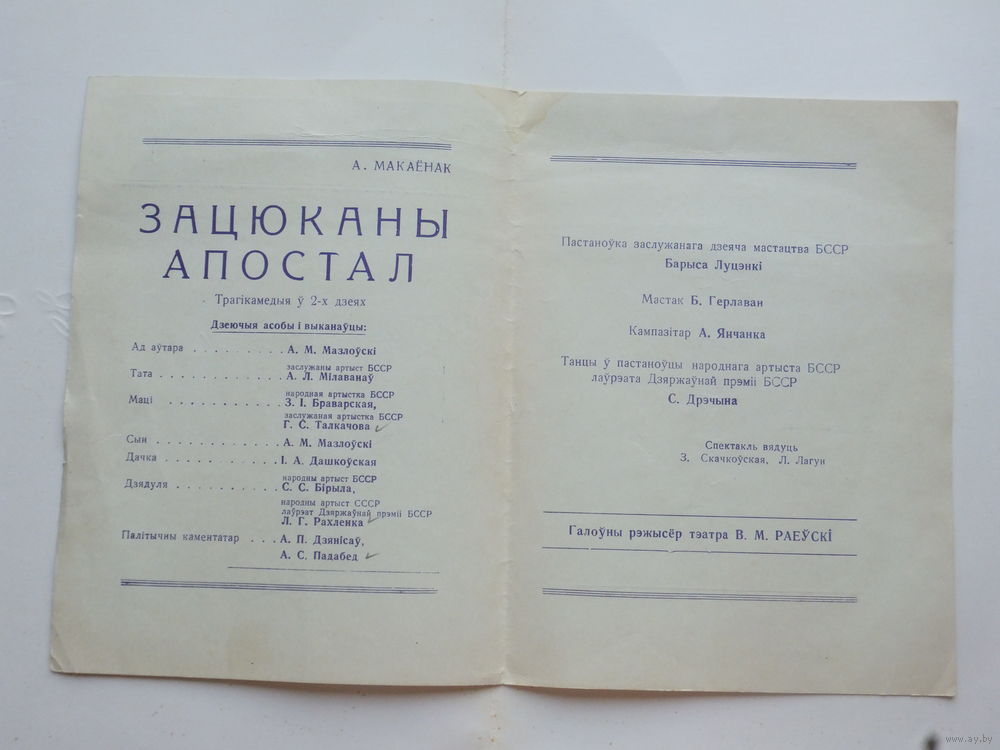 А. МАКАЁНАК
ЗАЦЮКАНЫ
АПОСТАЛ
Трагікамедыя ў 2-х дзеях
Дзеючыя асобы і выканаўцы:
Ад аўтара . . . . . . . . . А. М. Мазлоўскі
заслужаны артыст БССР
Тата . . . . . . . . . . . . . А. Л. Мілаванаў
народная артыстка БССР
Маці . . . . . . . . . . . З. І. Браварская,
заслужаная артыстка БССР
Г. С. Талкачова
Сын . . . . . . . . . . . . А. М. Мазлоўскі
Дачка . . . . . . . . . . . . І. А. Дашкоўская
народны артыст БССР
Дзядуля . . . . . . . . . . С. С. Бірыла,
народны артыст СССР
лаўрэат Дзяржаўнай прэміі БССР
Л. Г. Рахленка
Палітычны каментатар . . . А. П. Дзянісаў,
А. С. Падабед
Пастаноўка заслужанага дзеяча мастацтва БССР
Барыса Луцэнкі
Мастак Б. Герлаван
Кампазітар А. Янчанка
Танцы ў пастаноўцы народнага артыста БССР
лаўрэата Дзяржаўнай прэміі БССР
С. Дрэчына
Спектакль вядуць
З. Скачкоўская, Л. Лагун
Галоўны рэжысёр тэатра В. М. РАЕЎСКІ
www.ay.by